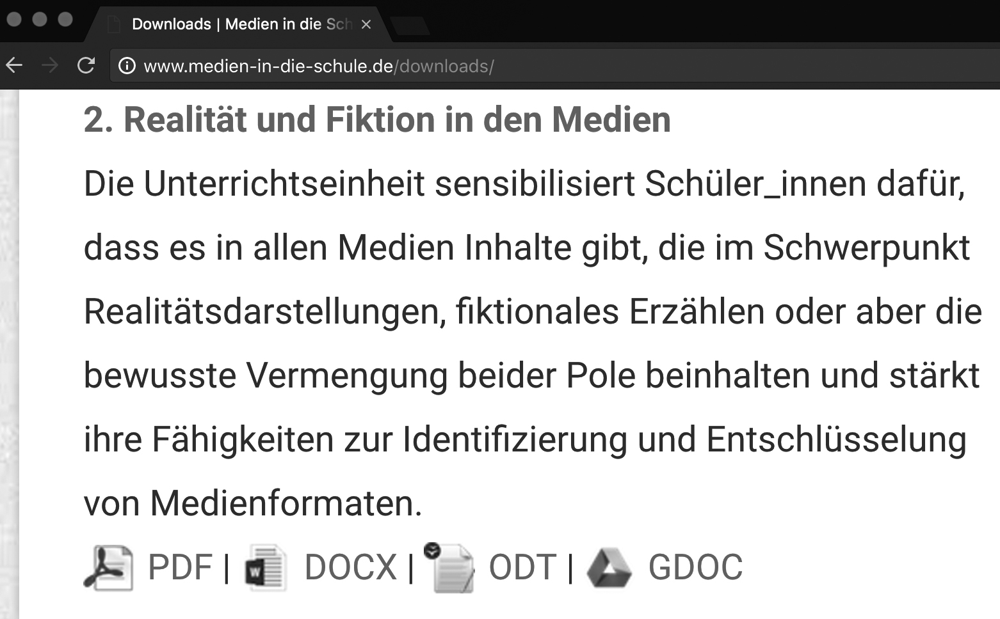 Downloads | Medien in die Sch
www.medien-in-die-schule.de/downloads/
2. Realität und Fiktion in den Medien
Die Unterrichtseinheit sensibilisiert Schüler_innen dafür,
dass es in allen Medien Inhalte gibt, die im Schwerpunkt
Realitätsdarstellungen, fiktionales Erzählen oder aber die
bewusste Vermengung beider Pole beinhalten und stärkt
ihre Fähigkeiten zur Identifizierung und Entschlüsselung
von Medienformaten.
PDF | W DOCX | ODT | GDOC